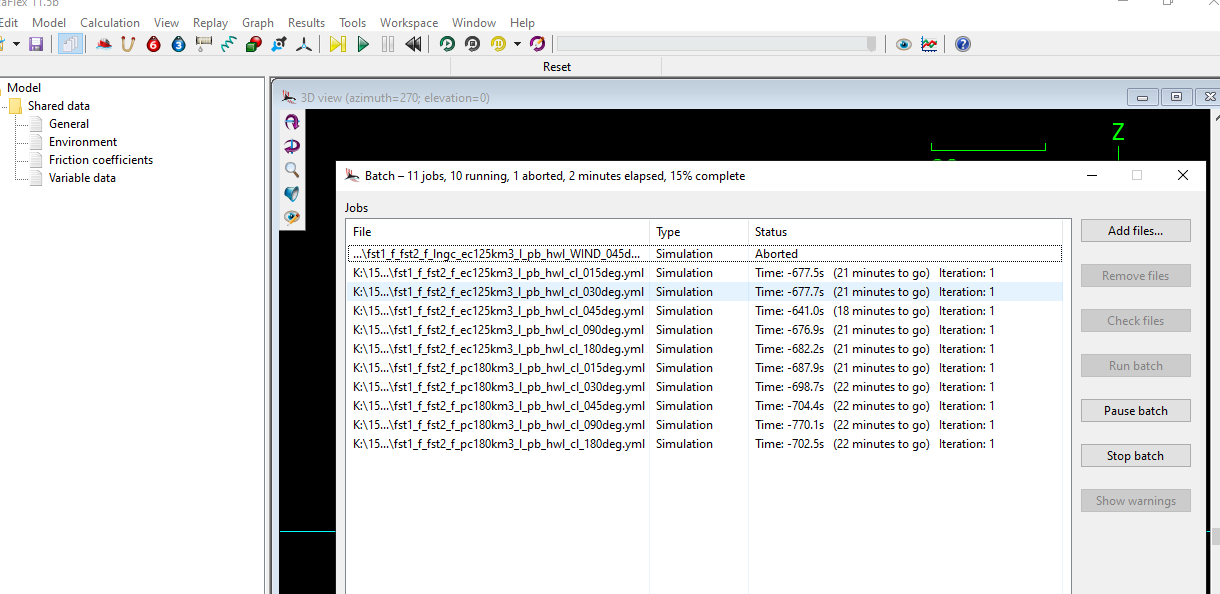 aFlex 11.5b
Edit Model Calculation View Replay Graph Results Tools Workspace Window Help
6 3 ?
Reset
Model
Shared data
General
Environment
Friction coefficients
Variable data
3D view (azimuth=270; elevation=0)
Z
Batch – 11 jobs, 10 running, 1 aborted, 2 minutes elapsed, 15% complete
Jobs
File Type Status
...\fst1_f_fst2_f_lngc_ec125km3_l_pb_hwl_WIND_045d... Simulation Aborted
K:\15...\fst1_f_fst2_f_ec125km3_l_pb_hwl_cl_015deg.yml Simulation Time: -677.5s (21 minutes to go) Iteration: 1
K:\15...\fst1_f_fst2_f_ec125km3_l_pb_hwl_cl_030deg.yml Simulation Time: -677.7s (21 minutes to go) Iteration: 1
K:\15...\fst1_f_fst2_f_ec125km3_l_pb_hwl_cl_045deg.yml Simulation Time: -641.0s (18 minutes to go) Iteration: 1
K:\15...\fst1_f_fst2_f_ec125km3_l_pb_hwl_cl_090deg.yml Simulation Time: -676.9s (21 minutes to go) Iteration: 1
K:\15...\fst1_f_fst2_f_ec125km3_l_pb_hwl_cl_180deg.yml Simulation Time: -682.2s (21 minutes to go) Iteration: 1
K:\15...\fst1_f_fst2_f_pc180km3_l_pb_hwl_cl_015deg.yml Simulation Time: -687.9s (21 minutes to go) Iteration: 1
K:\15...\fst1_f_fst2_f_pc180km3_l_pb_hwl_cl_030deg.yml Simulation Time: -698.7s (22 minutes to go) Iteration: 1
K:\15...\fst1_f_fst2_f_pc180km3_l_pb_hwl_cl_045deg.yml Simulation Time: -704.4s (22 minutes to go) Iteration: 1
K:\15...\fst1_f_fst2_f_pc180km3_l_pb_hwl_cl_090deg.yml Simulation Time: -770.1s (22 minutes to go) Iteration: 1
K:\15...\fst1_f_fst2_f_pc180km3_l_pb_hwl_cl_180deg.yml Simulation Time: -702.5s (22 minutes to go) Iteration: 1
Add files...
Remove files
Check files
Run batch
Pause batch
Stop batch
Show warnings